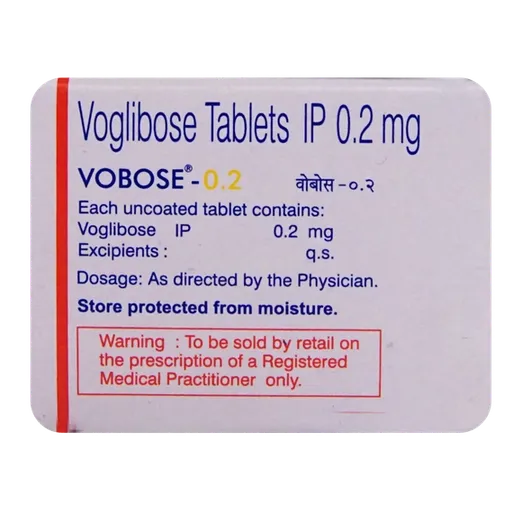 Voglibose Tablets IP 0.2 mg
VOBOSE®-0.2 वोबोस-०.२
Each uncoated tablet contains:
Voglibose IP 0.2 mg
Excipients : q.s.
Dosage: As directed by the Physician.
Store protected from moisture.
Warning : To be sold by retail on
the prescription of a Registered
Medical Practitioner only.